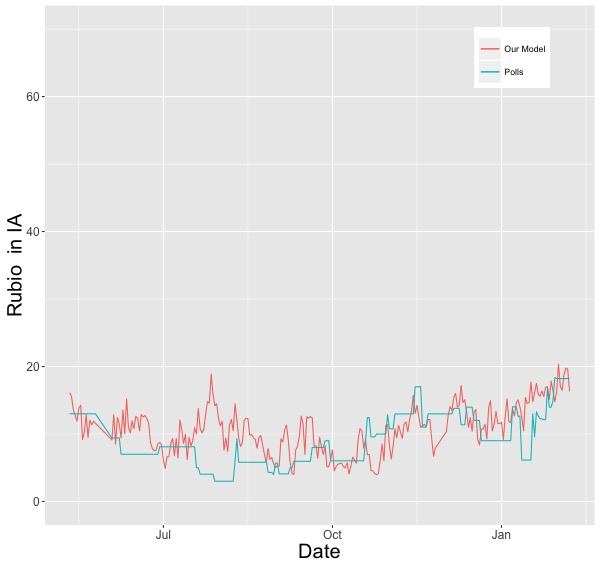 Our Model
Polls
60
40
20
0
Rubio in IA
Jul
Oct
Jan
Date